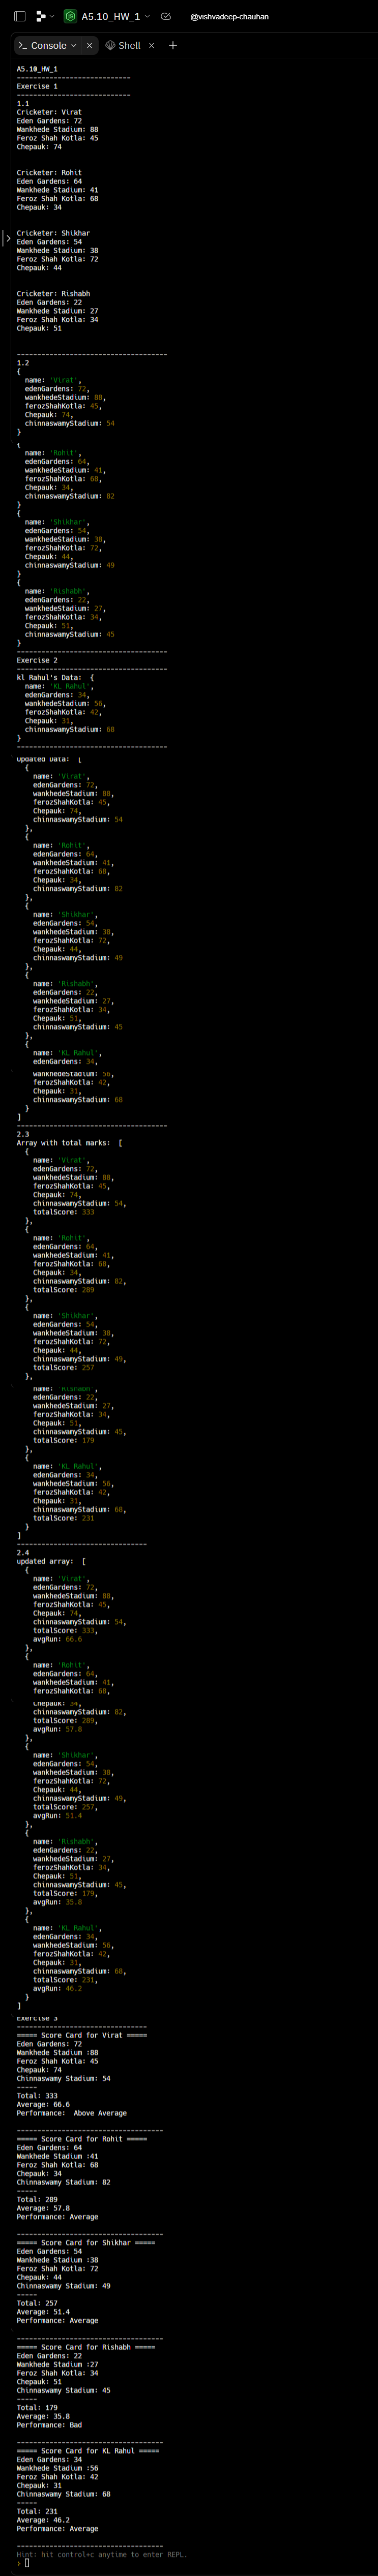 A5.10_HW_1
@vishvadeep-chauhan
Console
Shell
A5.10_HW_1
----------------------------
Exercise 1
----------------------------
1.1
Cricketer: Virat
Eden Gardens: 72
Wankhede Stadium: 88
Feroz Shah Kotla: 45
Chepauk: 74
Cricketer: Rohit
Eden Gardens: 64
Wankhede Stadium: 41
Feroz Shah Kotla: 68
Chepauk: 34
Cricketer: Shikhar
Eden Gardens: 54
Wankhede Stadium: 38
Feroz Shah Kotla: 72
Chepauk: 44
Cricketer: Rishabh
Eden Gardens: 22
Wankhede Stadium: 27
Feroz Shah Kotla: 34
Chepauk: 51
-------------------------------------
1.2
{
name: 'Virat',
edenGardens: 72,
wankhedeStadium: 88,
ferozShahKotla: 45,
Chepauk: 74,
chinnaswamyStadium: 54
}
{
name: 'Rohit',
edenGardens: 64,
wankhedeStadium: 41,
ferozShahKotla: 68,
Chepauk: 34,
chinnaswamyStadium: 82
}
{
name: 'Shikhar',
edenGardens: 54,
wankhedeStadium: 38,
ferozShahKotla: 72,
Chepauk: 44,
chinnaswamyStadium: 49
}
{
name: 'Rishabh',
edenGardens: 22,
wankhedeStadium: 27,
ferozShahKotla: 34,
Chepauk: 51,
chinnaswamyStadium: 45
}
-------------------------------------
Exercise 2
-------------------------------------
kl Rahul's Data:  {
name: 'KL Rahul',
edenGardens: 34,
wankhedeStadium: 56,
ferozShahKotla: 42,
Chepauk: 31,
chinnaswamyStadium: 68
}
-------------------------------------
Updated Data:  [
{
name: 'Virat',
edenGardens: 72,
wankhedeStadium: 88,
ferozShahKotla: 45,
Chepauk: 74,
chinnaswamyStadium: 54
},
{
name: 'Rohit',
edenGardens: 64,
wankhedeStadium: 41,
ferozShahKotla: 68,
Chepauk: 34,
chinnaswamyStadium: 82
},
{
name: 'Shikhar',
edenGardens: 54,
wankhedeStadium: 38,
ferozShahKotla: 72,
Chepauk: 44,
chinnaswamyStadium: 49
},
{
name: 'Rishabh',
edenGardens: 22,
wankhedeStadium: 27,
ferozShahKotla: 34,
Chepauk: 51,
chinnaswamyStadium: 45
},
{
name: 'KL Rahul',
edenGardens: 34,
wankhedeStadium: 56,
ferozShahKotla: 42,
Chepauk: 31,
chinnaswamyStadium: 68
}
]
-------------------------------------
2.3
Array with total marks:  [
{
name: 'Virat',
edenGardens: 72,
wankhedeStadium: 88,
ferozShahKotla: 45,
Chepauk: 74,
chinnaswamyStadium: 54,
totalScore: 333
},
{
name: 'Rohit',
edenGardens: 64,
wankhedeStadium: 41,
ferozShahKotla: 68,
Chepauk: 34,
chinnaswamyStadium: 82,
totalScore: 289
},
{
name: 'Shikhar',
edenGardens: 54,
wankhedeStadium: 38,
ferozShahKotla: 72,
Chepauk: 44,
chinnaswamyStadium: 49,
totalScore: 257
},
name: 'Rishabh',
edenGardens: 22,
wankhedeStadium: 27,
ferozShahKotla: 34,
Chepauk: 51,
chinnaswamyStadium: 45,
totalScore: 179
},
{
name: 'KL Rahul',
edenGardens: 34,
wankhedeStadium: 56,
ferozShahKotla: 42,
Chepauk: 31,
chinnaswamyStadium: 68,
totalScore: 231
}
]
--------------------------------
2.4
updated array:  [
{
name: 'Virat',
edenGardens: 72,
wankhedeStadium: 88,
ferozShahKotla: 45,
Chepauk: 74,
chinnaswamyStadium: 54,
totalScore: 333,
avgRun: 66.6
},
{
name: 'Rohit',
edenGardens: 64,
wankhedeStadium: 41,
ferozShahKotla: 68,
Chepauk: 34,
chinnaswamyStadium: 82,
totalScore: 289,
avgRun: 57.8
},
{
name: 'Shikhar',
edenGardens: 54,
wankhedeStadium: 38,
ferozShahKotla: 72,
Chepauk: 44,
chinnaswamyStadium: 49,
totalScore: 257,
avgRun: 51.4
},
{
name: 'Rishabh',
edenGardens: 22,
wankhedeStadium: 27,
ferozShahKotla: 34,
Chepauk: 51,
chinnaswamyStadium: 45,
totalScore: 179,
avgRun: 35.8
},
{
name: 'KL Rahul',
edenGardens: 34,
wankhedeStadium: 56,
ferozShahKotla: 42,
Chepauk: 31,
chinnaswamyStadium: 68,
totalScore: 231,
avgRun: 46.2
}
]
Exercise 3
--------------------------------
===== Score Card for Virat =====
Eden Gardens: 72
Wankhede Stadium :88
Feroz Shah Kotla: 45
Chepauk: 74
Chinnaswamy Stadium: 54
-----
Total: 333
Average: 66.6
Performance:  Above Average
------------------------------------
===== Score Card for Rohit =====
Eden Gardens: 64
Wankhede Stadium :41
Feroz Shah Kotla: 68
Chepauk: 34
Chinnaswamy Stadium: 82
-----
Total: 289
Average: 57.8
Performance: Average
------------------------------------
===== Score Card for Shikhar =====
Eden Gardens: 54
Wankhede Stadium :38
Feroz Shah Kotla: 72
Chepauk: 44
Chinnaswamy Stadium: 49
-----
Total: 257
Average: 51.4
Performance: Average
------------------------------------
===== Score Card for Rishabh =====
Eden Gardens: 22
Wankhede Stadium :27
Feroz Shah Kotla: 34
Chepauk: 51
Chinnaswamy Stadium: 45
-----
Total: 179
Average: 35.8
Performance: Bad
------------------------------------
===== Score Card for KL Rahul =====
Eden Gardens: 34
Wankhede Stadium :56
Feroz Shah Kotla: 42
Chepauk: 31
Chinnaswamy Stadium: 68
-----
Total: 231
Average: 46.2
Performance: Average
------------------------------------
Hint: hit control+c anytime to enter REPL.